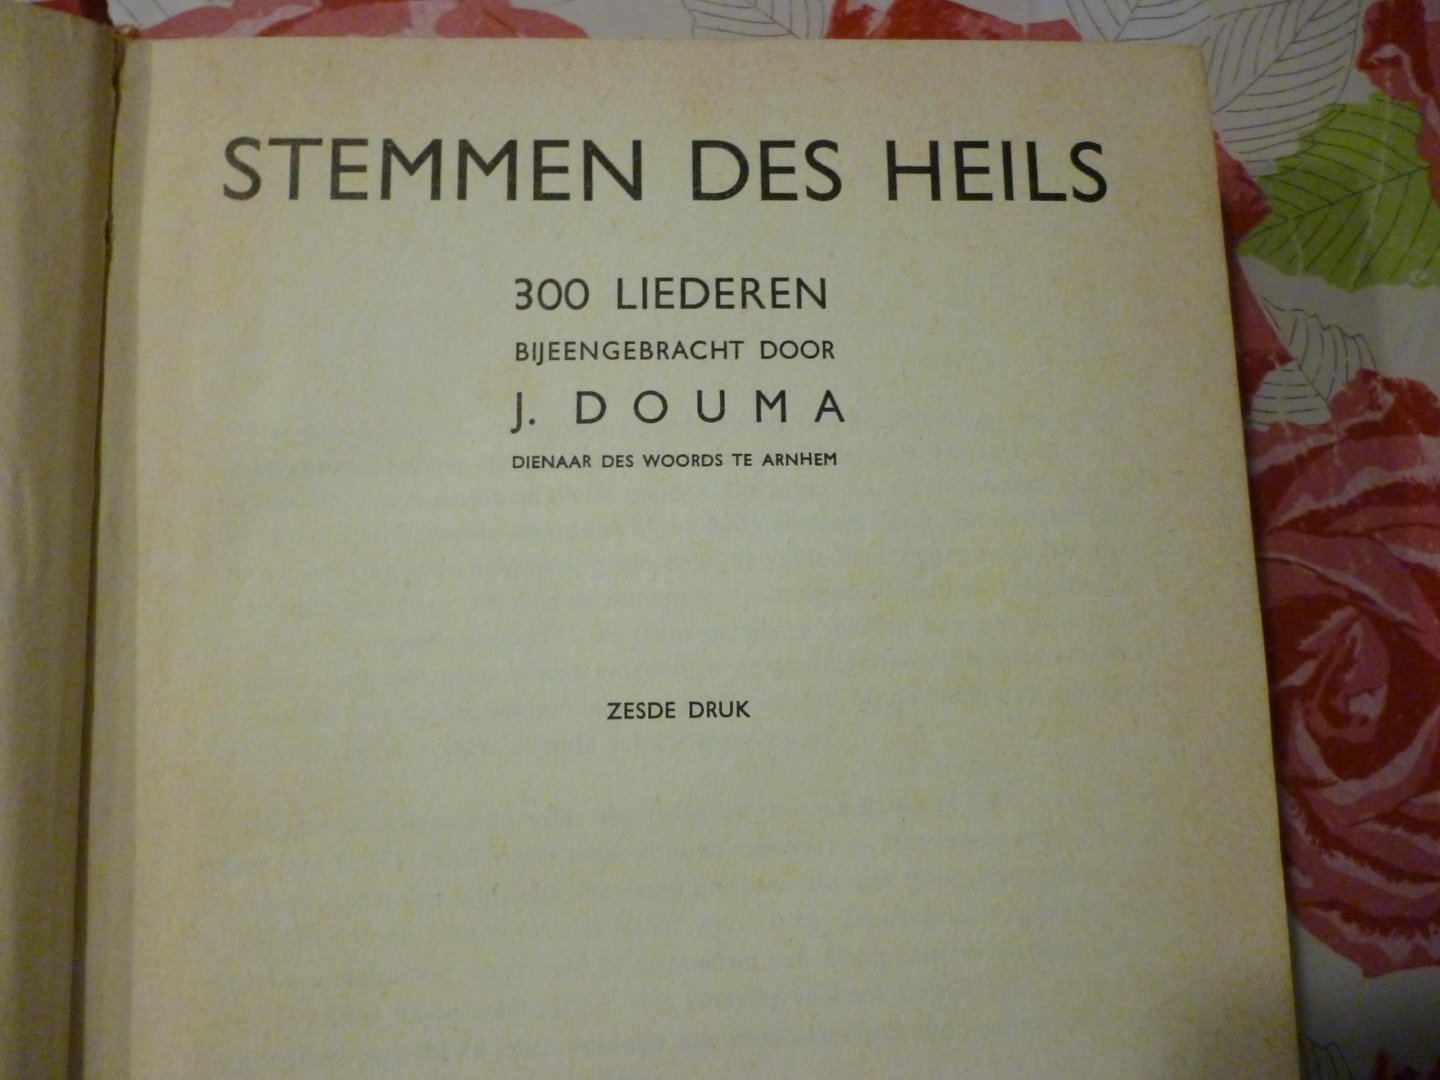 STEMMEN DES HEILS
300 LIEDEREN
BIJEENGEBRACHT DOOR
J. DOUMA
DIENAAR DES WOORDS TE ARNHEM
ZESDE DRUK